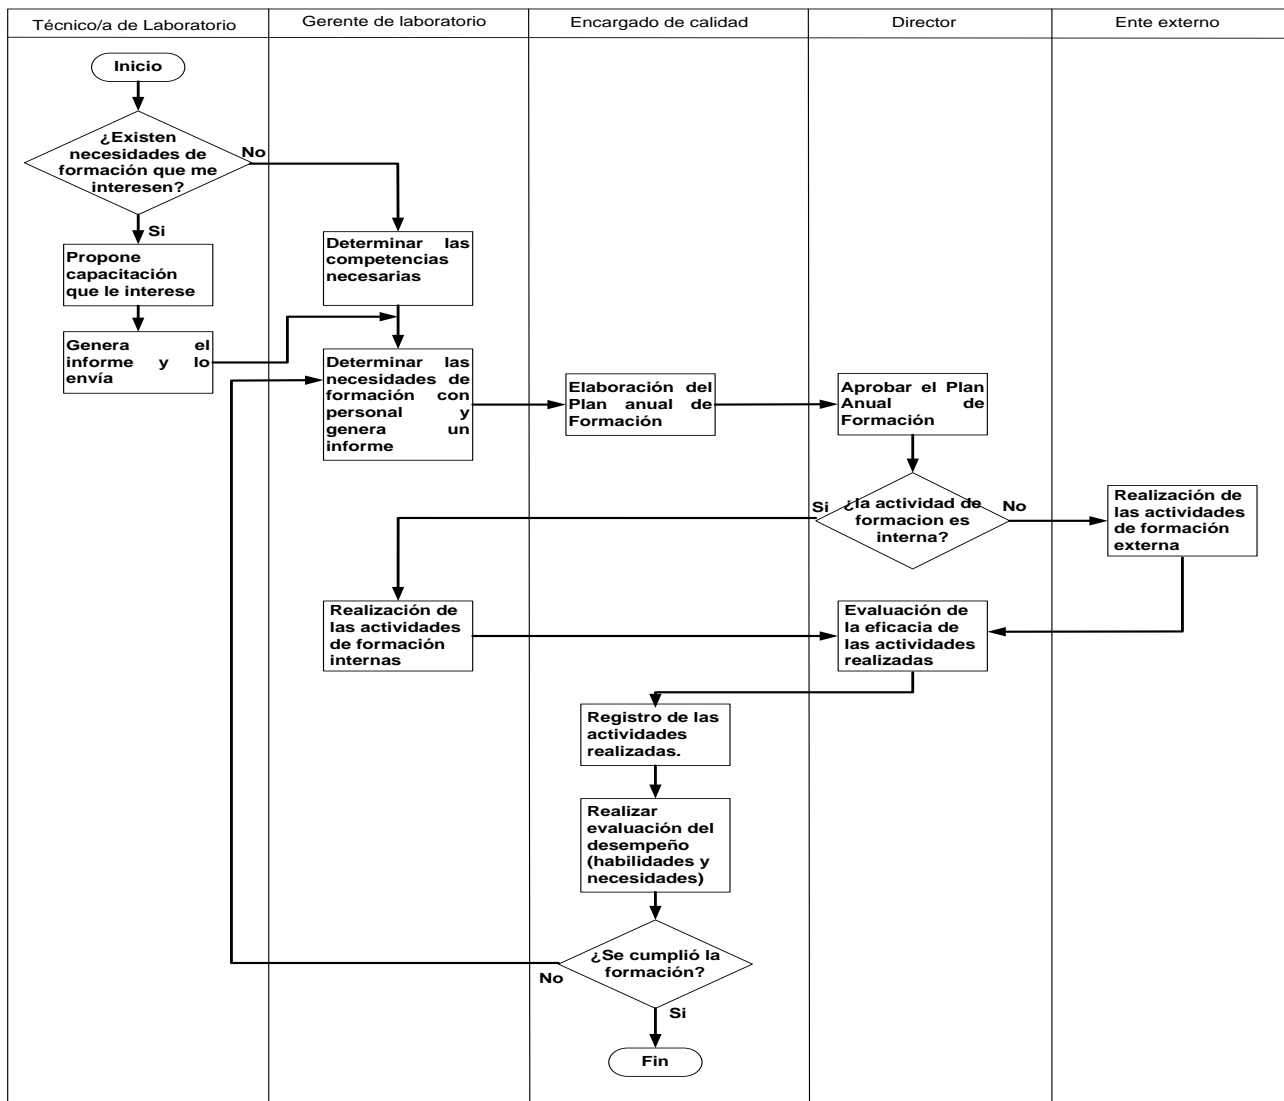 Técnico/a de Laboratorio
Gerente de laboratorio
Encargado de calidad
Director
Ente externo
Inicio
¿Existen
necesidades de
formación que me
interesen?
No
Si
Propone
capacitación
que le interese
Genera el
informe y lo
envía
Determinar las
competencias
necesarias
Determinar las
necesidades de
formación con
personal y
genera un
informe
Elaboración del
Plan anual de
Formación
Aprobar el Plan
Anual de
Formación
Si
¿la actividad de
formacion es
interna?
No
Realización de
las actividades
de formación
externa
Realización de
las actividades
de formación
internas
Evaluación de
la eficacia de
las actividades
realizadas
Registro de las
actividades
realizadas.
Realizar
evaluación del
desempeño
(habilidades y
necesidades)
¿Se cumplió la
formación?
No
Si
Fin